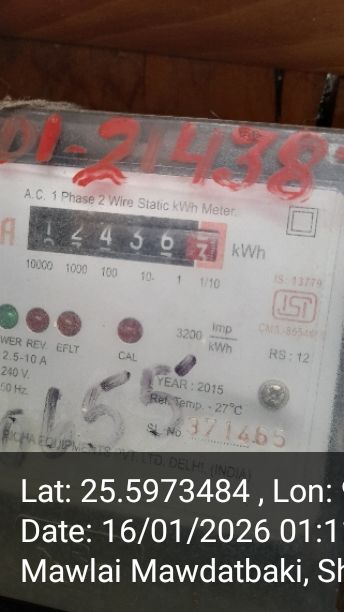 DI-21438
A.C. 1 Phase 2 Wire Static kWh Meter.
1 2 4 3 6 kWh
10000 1000 100 10 1 1/10
IS: 13779
ISI
REV. EFLT CAL
3200 Imp/kWh
RS: 12
2.5-10 A
240 V.
50 Hz.
YEAR : 2015
Ref. Temp. - 27°C
SL. No. 371465
EQUIPMENTS PVT. LTD. DELHI, (INDIA)
Lat: 25.5973484 , Lon:
Date: 16/01/2026 01:1
Mawlai Mawdatbaki, Sh